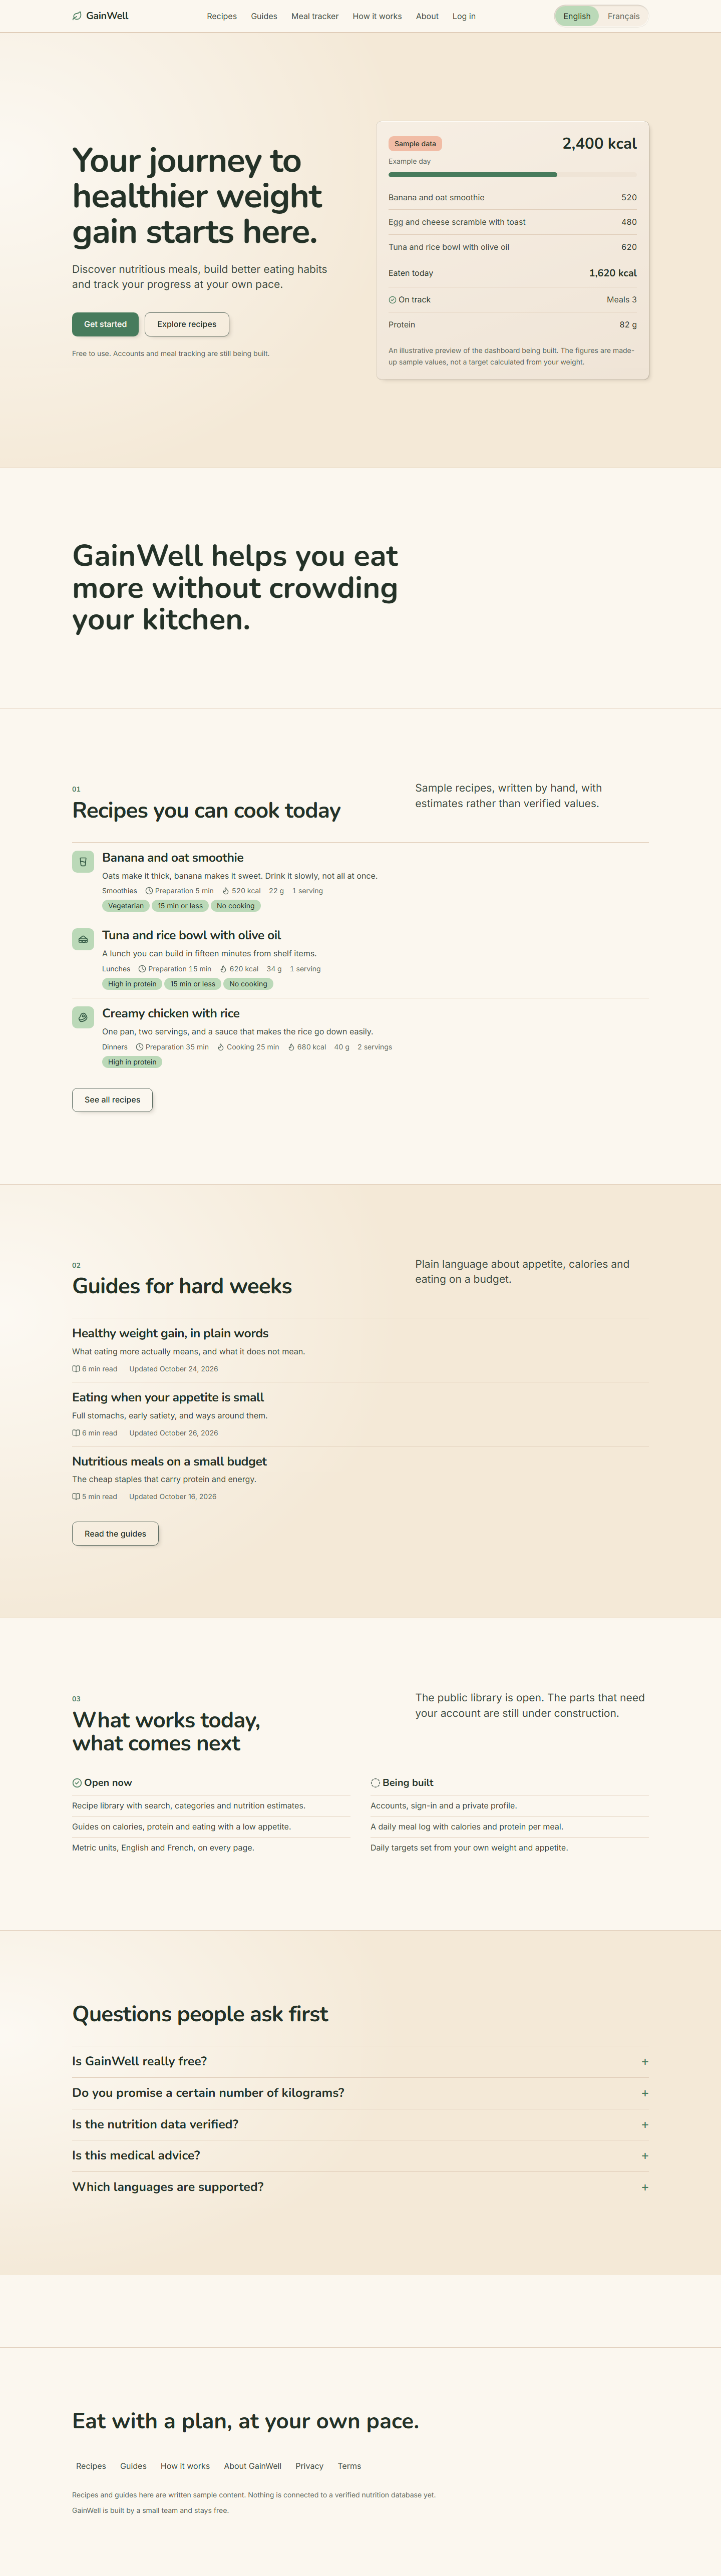 GainWell
Recipes
Guides
Meal tracker
How it works
About
Log in
English
Français
Your journey to
healthier weight
gain starts here.
Discover nutritious meals, build better eating habits
and track your progress at your own pace.
Get started
Explore recipes
Free to use. Accounts and meal tracking are still being built.
Sample data
2,400 kcal
Example day
Banana and oat smoothie 520
Egg and cheese scramble with toast 480
Tuna and rice bowl with olive oil 620
Eaten today 1,620 kcal
On track Meals 3
Protein 82 g
An illustrative preview of the dashboard being built. The figures are made-
up sample values, not a target calculated from your weight.
GainWell helps you eat
more without crowding
your kitchen.
01
Recipes you can cook today
Sample recipes, written by hand, with
estimates rather than verified values.
Banana and oat smoothie
Oats make it thick, banana makes it sweet. Drink it slowly, not all at once.
Smoothies Preparation 5 min 520 kcal 22 g 1 serving
Vegetarian 15 min or less No cooking
Tuna and rice bowl with olive oil
A lunch you can build in fifteen minutes from shelf items.
Lunches Preparation 15 min 620 kcal 34 g 1 serving
High in protein 15 min or less No cooking
Creamy chicken with rice
One pan, two servings, and a sauce that makes the rice go down easily.
Dinners Preparation 35 min Cooking 25 min 680 kcal 40 g 2 servings
High in protein
See all recipes
02
Guides for hard weeks
Plain language about appetite, calories and
eating on a budget.
Healthy weight gain, in plain words
What eating more actually means, and what it does not mean.
6 min read Updated October 24, 2026
Eating when your appetite is small
Full stomachs, early satiety, and ways around them.
6 min read Updated October 26, 2026
Nutritious meals on a small budget
The cheap staples that carry protein and energy.
5 min read Updated October 16, 2026
Read the guides
03
What works today,
what comes next
The public library is open. The parts that need
your account are still under construction.
Open now
Recipe library with search, categories and nutrition estimates.
Guides on calories, protein and eating with a low appetite.
Metric units, English and French, on every page.
Being built
Accounts, sign-in and a private profile.
A daily meal log with calories and protein per meal.
Daily targets set from your own weight and appetite.
Questions people ask first
Is GainWell really free? +
Do you promise a certain number of kilograms? +
Is the nutrition data verified? +
Is this medical advice? +
Which languages are supported? +
Eat with a plan, at your own pace.
Recipes
Guides
How it works
About GainWell
Privacy
Terms
Recipes and guides here are written sample content. Nothing is connected to a verified nutrition database yet.
GainWell is built by a small team and stays free.